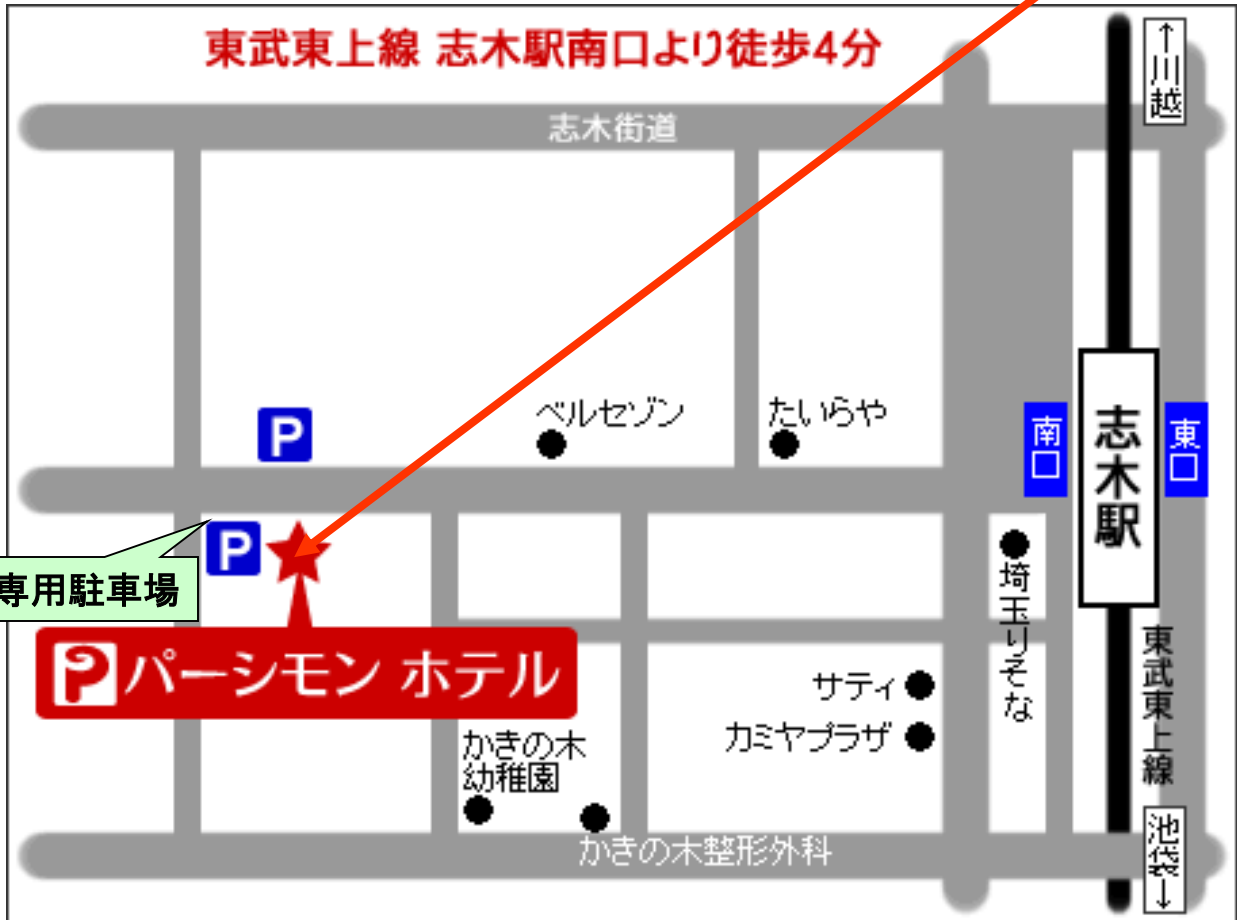 東武東上線 志木駅南口より徒歩4分
↑川越
志木街道
ベルセゾン
たいらや
南口
志木駅
東口
P
P
専用駐車場
埼玉りそな
Pパーシモン ホテル
サティ
カミヤプラザ
東武東上線
かきの木
幼稚園
かきの木整形外科
池袋↓